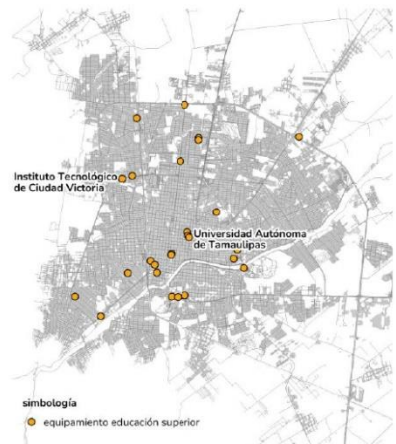 Instituto Tecnológico
de Ciudad Victoria
Universidad Autónoma
de Tamaulipas
simbología
equipamiento educación superior